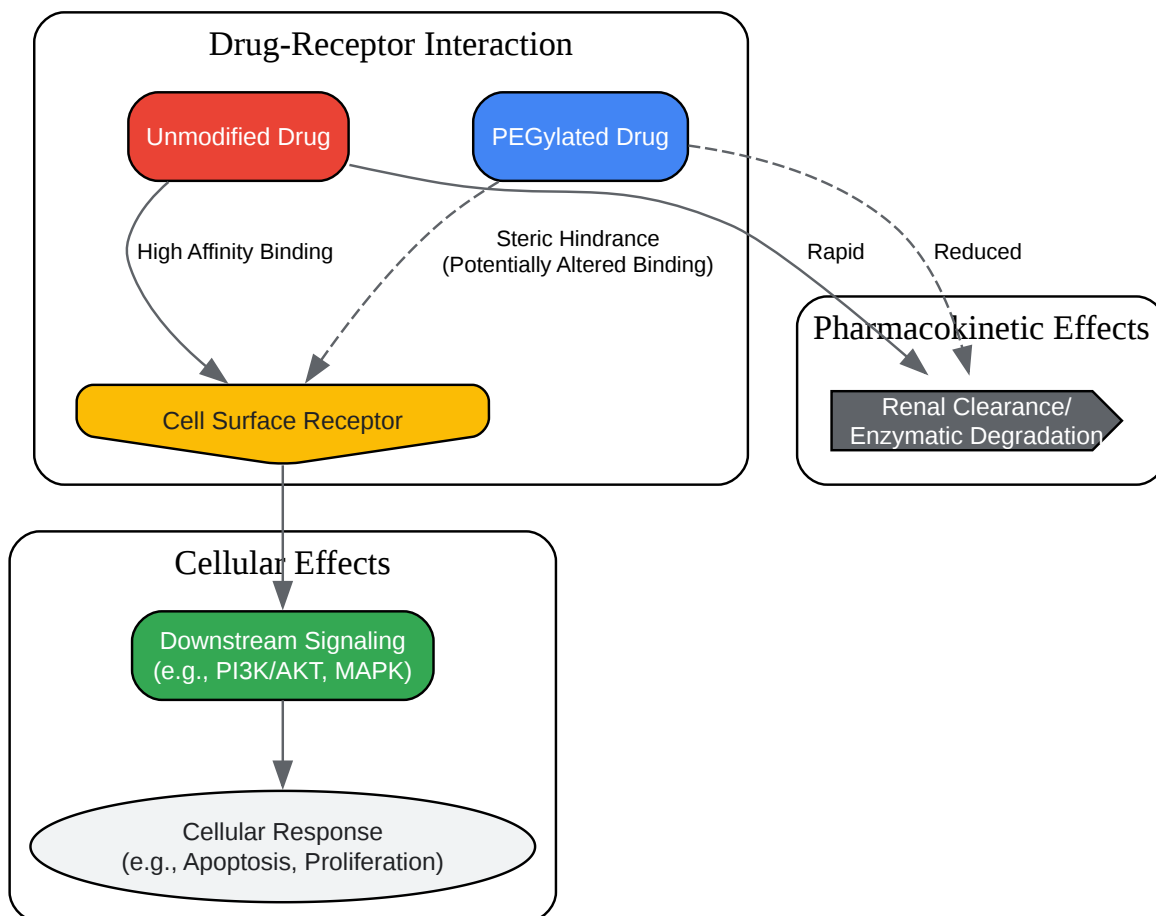 Drug-Receptor Interaction
Unmodified Drug
PEGylated Drug
High Affinity Binding
Steric Hindrance
(Potentially Altered Binding)
Rapid
Reduced
Pharmacokinetic Effects
Cell Surface Receptor
Renal Clearance/
Enzymatic Degradation
Cellular Effects
Downstream Signaling
(e.g., PI3K/AKT, MAPK)
Cellular Response
(e.g., Apoptosis, Proliferation)